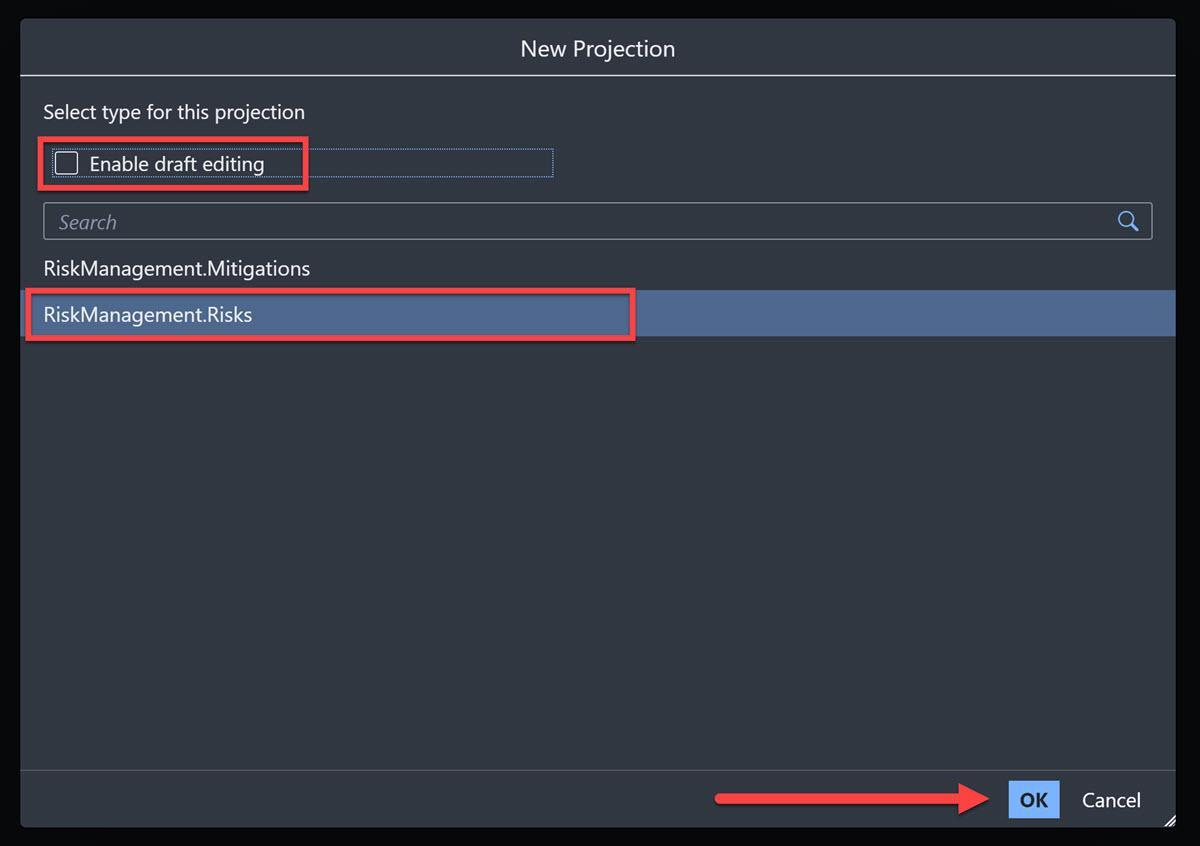 New Projection
Select type for this projection
Enable draft editing
Search
RiskManagement.Mitigations
RiskManagement.Risks
OK Cancel